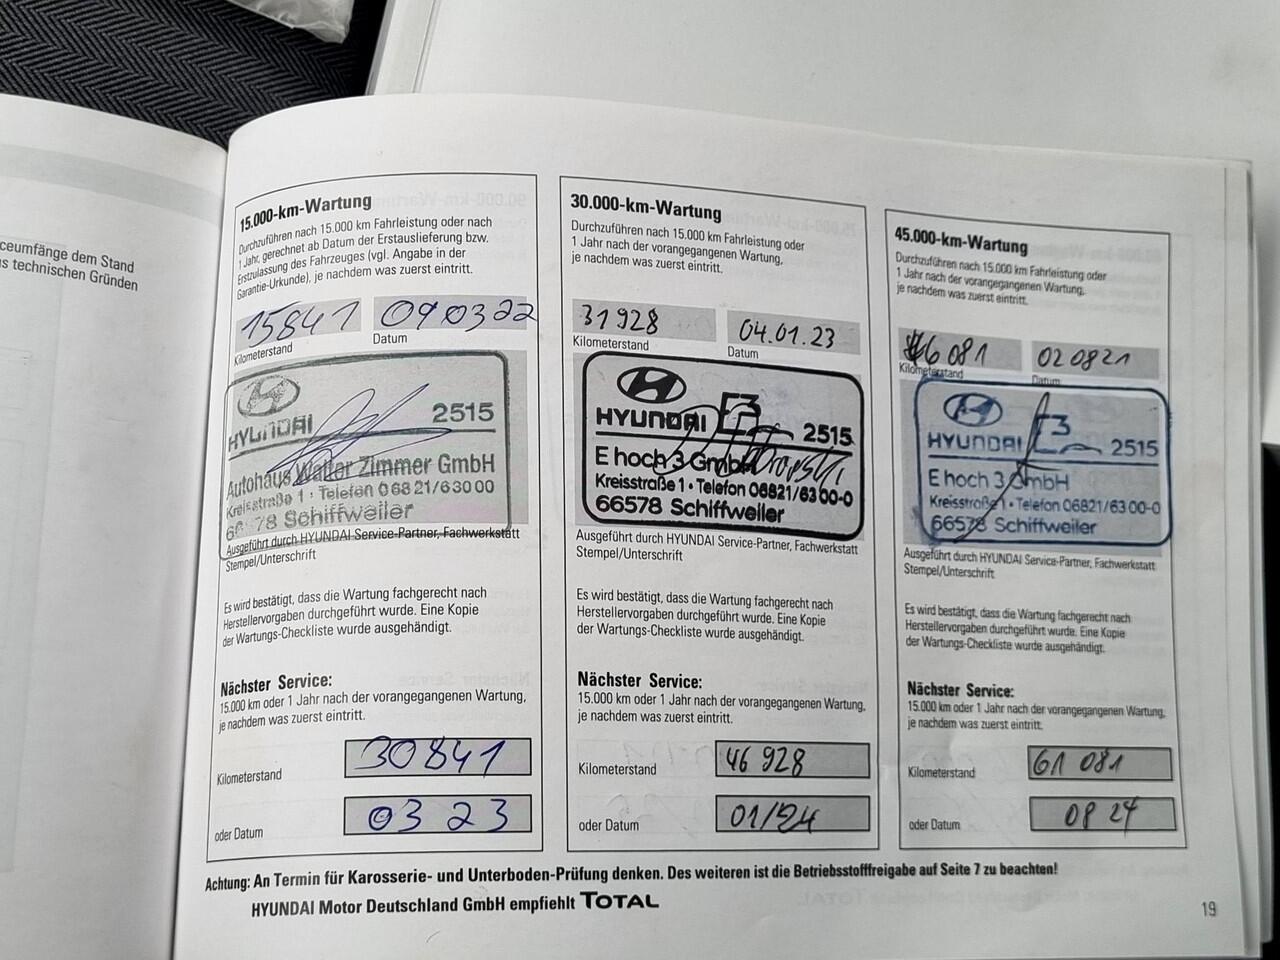 ceumfänge dem Stand
s technischen Gründen
15.000-km-Wartung
Durchzuführen nach 15.000 km Fahrleistung oder nach
1 Jahr, gerechnet ab Datum der Erstauslieferung bzw.
Erstzulassung des Fahrzeuges (vgl. Angabe in der
Garantie-Urkunde), je nachdem was zuerst eintritt.
15841 090322
Kilometerstand Datum
HYUNDAI 2515
Autohaus Walter Zimmer GmbH
Kreisstraße 1 · Telefon 06821/63000
66578 Schiffweiler
Ausgeführt durch HYUNDAI Service-Partner, Fachwerkstatt
Stempel/Unterschrift
Es wird bestätigt, dass die Wartung fachgerecht nach
Herstellervorgaben durchgeführt wurde. Eine Kopie
der Wartungs-Checkliste wurde ausgehändigt.
Nächster Service:
15.000 km oder 1 Jahr nach der vorangegangenen Wartung,
je nachdem was zuerst eintritt.
Kilometerstand 30841
oder Datum 03 23
30.000-km-Wartung
Durchzuführen nach 15.000 km Fahrleistung oder
1 Jahr nach der vorangegangenen Wartung,
je nachdem was zuerst eintritt.
31928 04.01.23
Kilometerstand Datum
HYUNDAI E3 2515
E hoch 3 GmbH
Kreisstraße 1 · Telefon 06821/6300-0
66578 Schiffweiler
Ausgeführt durch HYUNDAI Service-Partner, Fachwerkstatt
Stempel/Unterschrift
Es wird bestätigt, dass die Wartung fachgerecht nach
Herstellervorgaben durchgeführt wurde. Eine Kopie
der Wartungs-Checkliste wurde ausgehändigt.
Nächster Service:
15.000 km oder 1 Jahr nach der vorangegangenen Wartung,
je nachdem was zuerst eintritt.
Kilometerstand 46 928
oder Datum 01/24
45.000-km-Wartung
Durchzuführen nach 15.000 km Fahrleistung oder
1 Jahr nach der vorangegangenen Wartung,
je nachdem was zuerst eintritt.
46 081 020821
Kilometerstand Datum
HYUNDAI E3 2515
E hoch 3 GmbH
Kreisstraße 1 · Telefon 06821/6300-0
66578 Schiffweiler
Ausgeführt durch HYUNDAI Service-Partner, Fachwerkstatt
Stempel/Unterschrift
Es wird bestätigt, dass die Wartung fachgerecht nach
Herstellervorgaben durchgeführt wurde. Eine Kopie
der Wartungs-Checkliste wurde ausgehändigt.
Nächster Service:
15.000 km oder 1 Jahr nach der vorangegangenen Wartung,
je nachdem was zuerst eintritt.
Kilometerstand 61 081
oder Datum 08 24
Achtung: An Termin für Karosserie- und Unterboden-Prüfung denken. Des weiteren ist die Betriebsstofffreigabe auf Seite 7 zu beachten!
HYUNDAI Motor Deutschland GmbH empfiehlt TOTAL
19